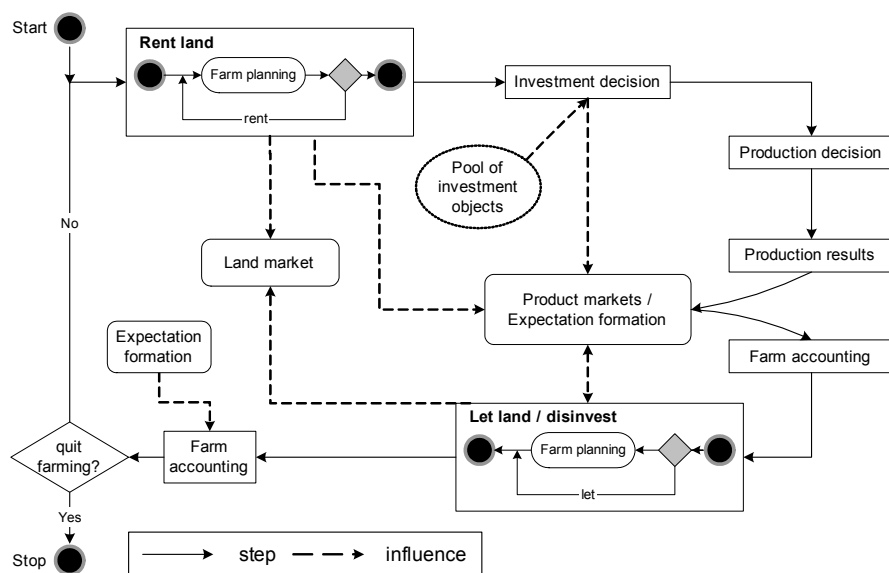 Start
Rent land
Farm planning
rent
Investment decision
Pool of
investment
objects
Production decision
No
Land market
Production results
Product markets /
Expectation formation
Expectation
formation
Farm accounting
Let land / disinvest
quit
farming?
Farm
accounting
Farm planning
let
Yes
Stop
step
influence